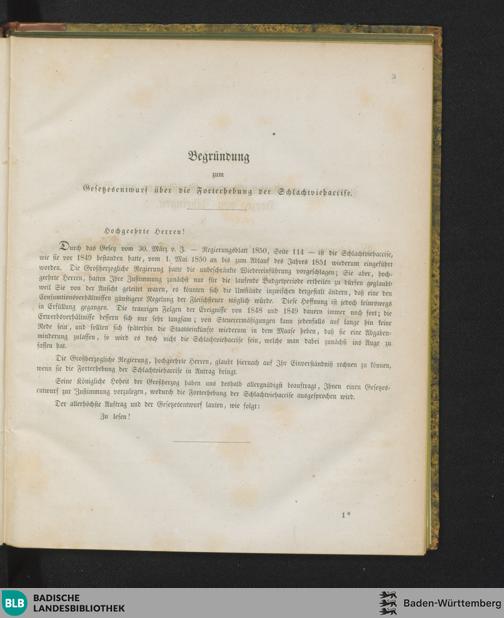 3
Begründung
zum
Gesetzesentwurf über die Forterhebung der Schlachtviehaccise.
Hochgeehrte Herren!
Durch das Gesetz vom 30. März v. J. — Regierungsblatt 1850, Seite 114 — ist die Schlachtviehaccise,
wie sie vor 1849 bestanden hatte, vom 1. Mai 1850 an bis zum Ablauf des Jahres 1851 wiederum eingeführt
worden. Die Großherzogliche Regierung hatte die unbeschränkte Wiedereinführung vorgeschlagen; Sie aber, hoch-
geehrte Herren, hatten Ihre Zustimmung zunächst nur für die laufende Budgetperiode ertheilen zu dürfen geglaubt,
weil Sie von der Ansicht geleitet waren, es könnten sich die Umstände inzwischen dergestalt ändern, daß eine den
Consumtionsverhältnissen günstigere Regelung der Fleischsteuer möglich würde. Diese Hoffnung ist jedoch keineswegs
in Erfüllung gegangen. Die traurigen Folgen der Ereignisse von 1848 und 1849 dauern immer noch fort; die
Erwerbsverhältnisse bessern sich nur sehr langsam; von Steuerermäßigungen kann jedenfalls auf lange hin keine
Rede sein, und sollten sich späterhin die Staatseinkünfte wiederum in dem Maase heben, daß sie eine Abgaben-
minderung zulassen, so wird es doch nicht die Schlachtviehaccise sein, welche man dabei zunächst ins Auge zu
fassen hat.
Die Großherzogliche Regierung, hochgeehrte Herren, glaubt hiernach auf Ihr Einverständniß rechnen zu können,
wenn sie die Forterhebung der Schlachtviehaccise in Antrag bringt.
Seine Königliche Hoheit der Großherzog haben uns deshalb allergnädigst beauftragt, Ihnen einen Gesetzes-
entwurf zur Zustimmung vorzulegen, wodurch die Forterhebung der Schlachtviehaccise ausgesprochen wird.
Der allerhöchste Auftrag und der Gesetzesentwurf lauten, wie folgt:
Zu lesen!
1*
BLB BADISCHE
LANDESBIBLIOTHEK
Baden-Württemberg